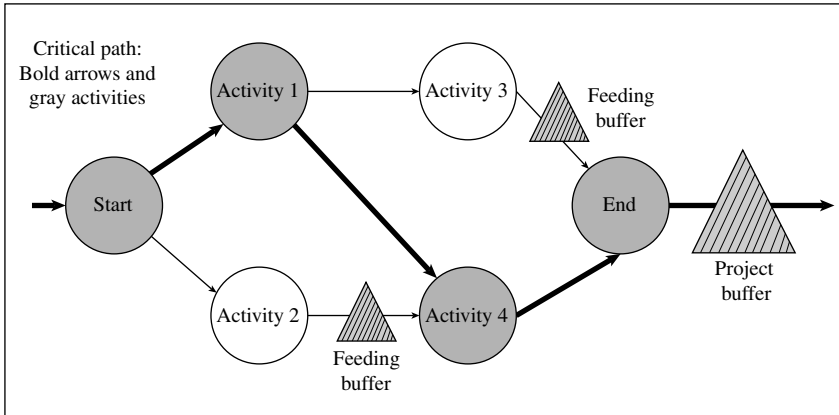 Critical path:
Bold arrows and
gray activities
Activity 1
Activity 3
Feeding
buffer
Start
End
Project
buffer
Activity 2
Activity 4
Feeding
buffer